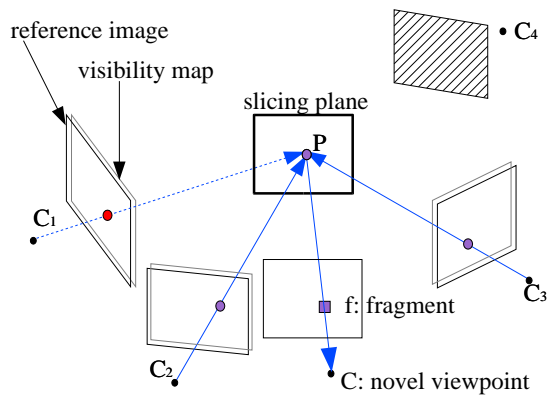 reference image
C4
visibility map
slicing plane
P
C1
C3
f: fragment
C2
C: novel viewpoint